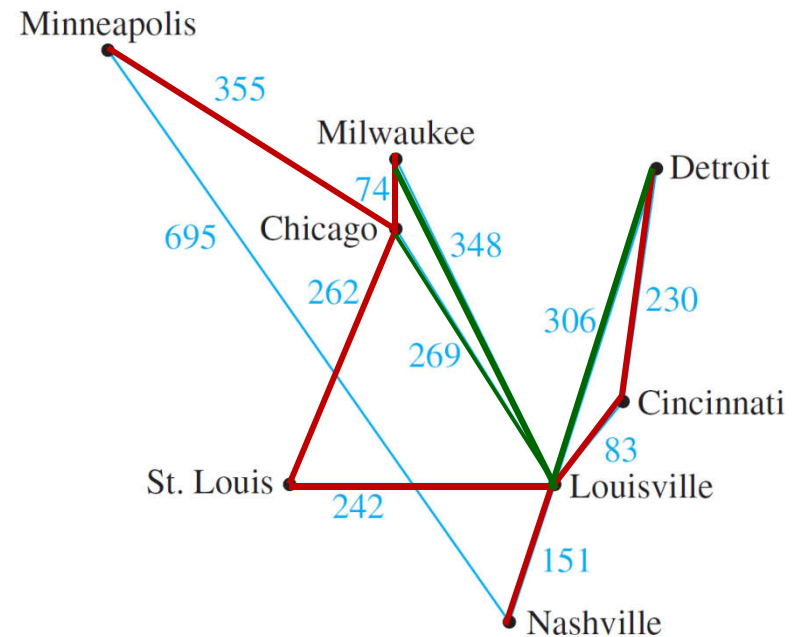 Minneapolis
355
Milwaukee
Detroit
74
Chicago
695
348
262
230
306
269
Cincinnati
83
St. Louis
Louisville
242
151
Nashville